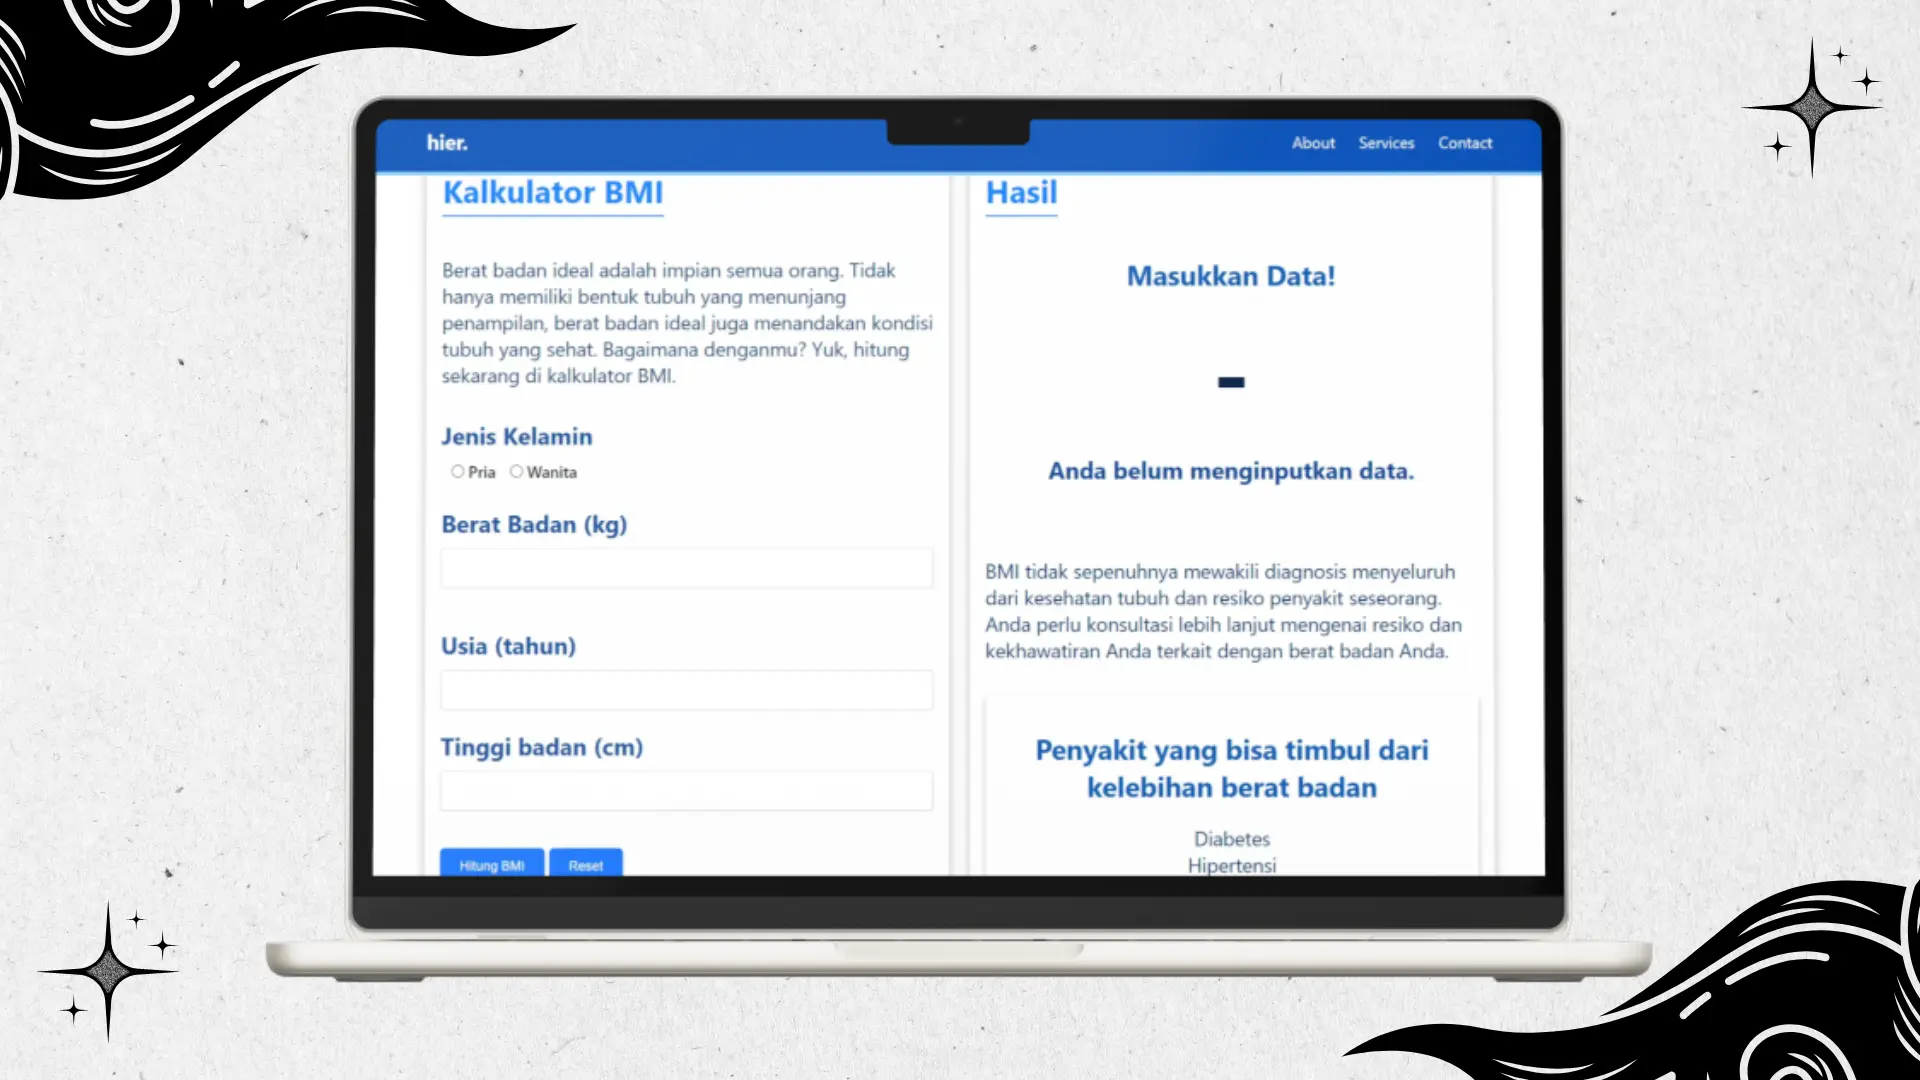 hier.
About Services Contact
Kalkulator BMI
Berat badan ideal adalah impian semua orang. Tidak
hanya memiliki bentuk tubuh yang menunjang
penampilan, berat badan ideal juga menandakan kondisi
tubuh yang sehat. Bagaimana denganmu? Yuk, hitung
sekarang di kalkulator BMI.
Jenis Kelamin
Pria Wanita
Berat Badan (kg)
Usia (tahun)
Tinggi badan (cm)
Hitung BMI Reset
Hasil
Masukkan Data!
-
Anda belum menginputkan data.
BMI tidak sepenuhnya mewakili diagnosis menyeluruh
dari kesehatan tubuh dan resiko penyakit seseorang.
Anda perlu konsultasi lebih lanjut mengenai resiko dan
kekhawatiran Anda terkait dengan berat badan Anda.
Penyakit yang bisa timbul dari
kelebihan berat badan
Diabetes
Hipertensi